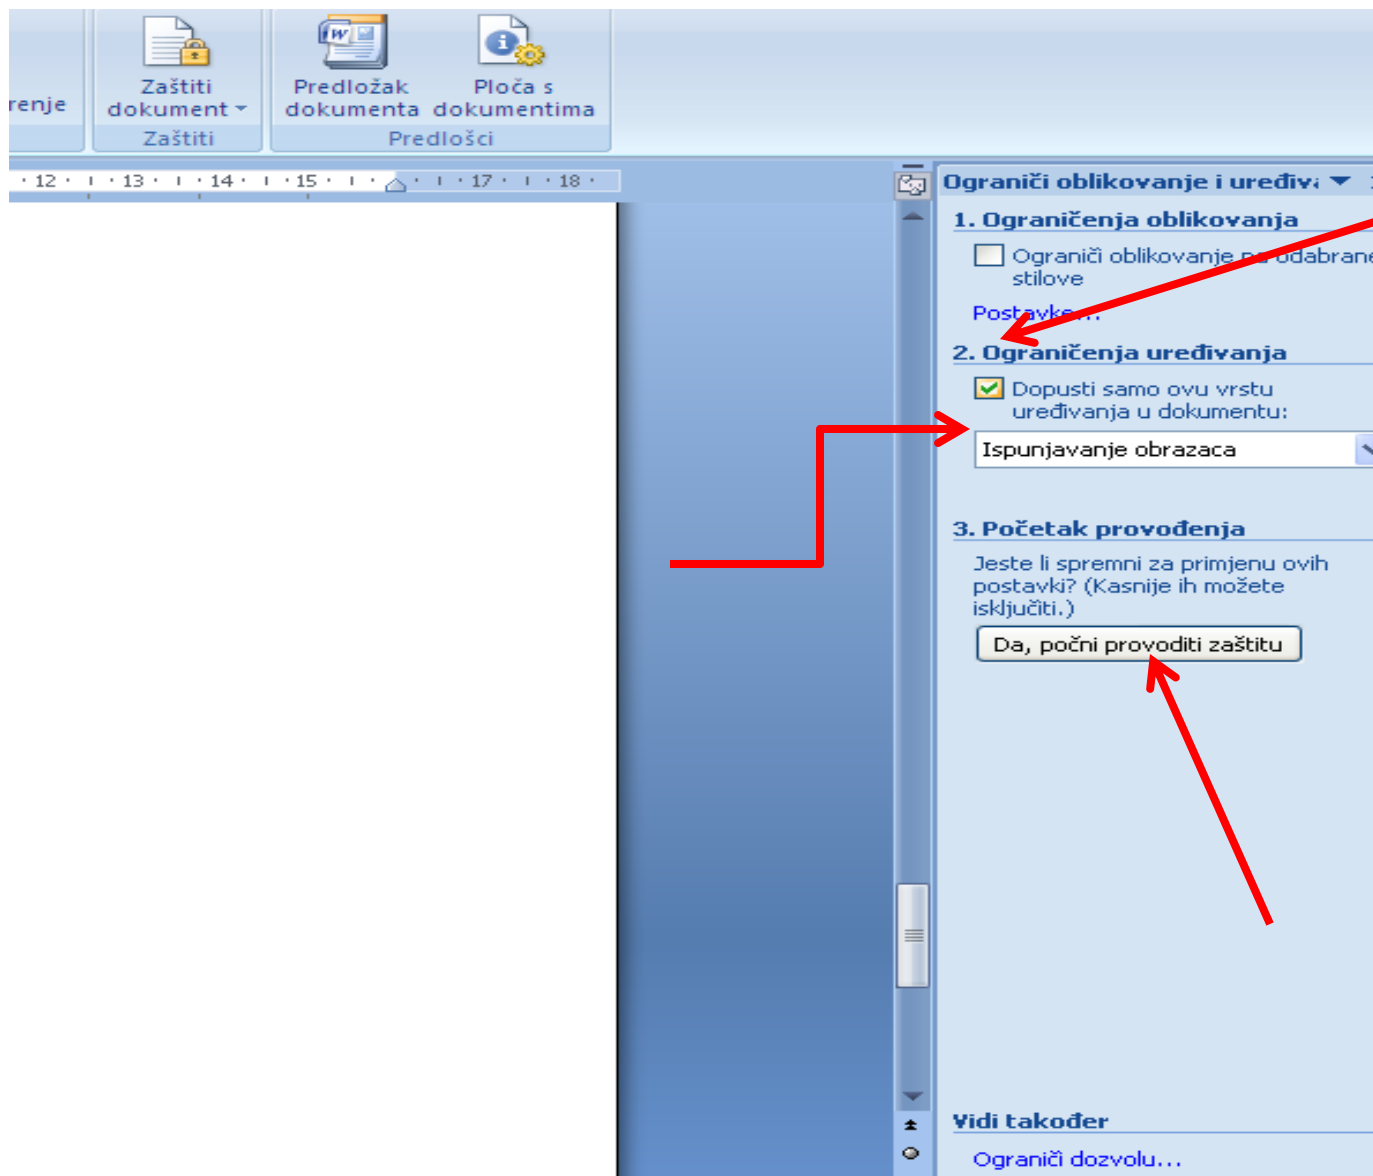 renje
Zaštiti
dokument
Zaštiti
Predložak
dokumenta
Ploča s
dokumentima
Predlošci
12 13 14 15 17 18
Ograniči oblikovanje i uređiv
1. Ograničenja oblikovanja
Ograniči oblikovanje na odabrane
stilove
Postavke...
2. Ograničenja uređivanja
Dopusti samo ovu vrstu
uređivanja u dokumentu:
Ispunjavanje obrazaca
3. Početak provođenja
Jeste li spremni za primjenu ovih
postavki? (Kasnije ih možete
isključiti.)
Da, počni provoditi zaštitu
Vidi također
Ograniči dozvolu...